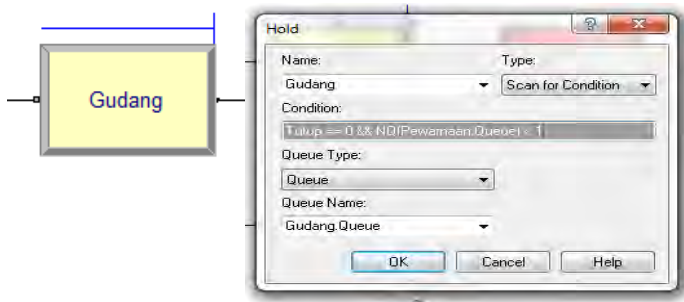 Gudang
Hold
Name:
Type:
Gudang
Scan for Condition
Condition:
Tutup == 0 && NQ(Pewarnaan.Queue) < 1
Queue Type:
Queue
Queue Name:
Gudang.Queue
OK
Cancel
Help